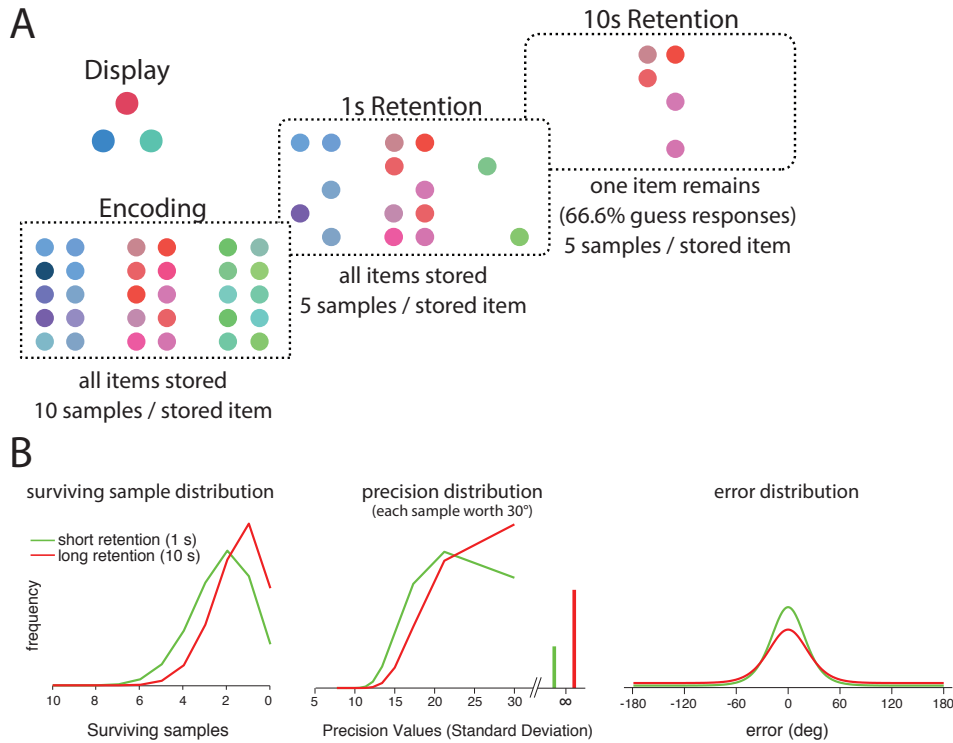 A
Display
Encoding
all items stored
10 samples / stored item
1s Retention
all items stored
5 samples / stored item
10s Retention
one item remains
(66.6% guess responses)
5 samples / stored item
B
surviving sample distribution
short retention (1 s)
long retention (10 s)
frequency
10 8 6 4 2 0
Surviving samples
precision distribution
(each sample worth 30°)
5 10 15 20 25 30 ∞
Precision Values (Standard Deviation)
error distribution
-180 -120 -60 0 60 120 180
error (deg)